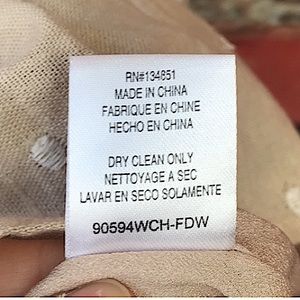 RN#134851
MADE IN CHINA
FABRIQUE EN CHINE
HECHO EN CHINA
DRY CLEAN ONLY
NETTOYAGE A SEC
LAVAR EN SECO SOLAMENTE
90594WCH-FDW